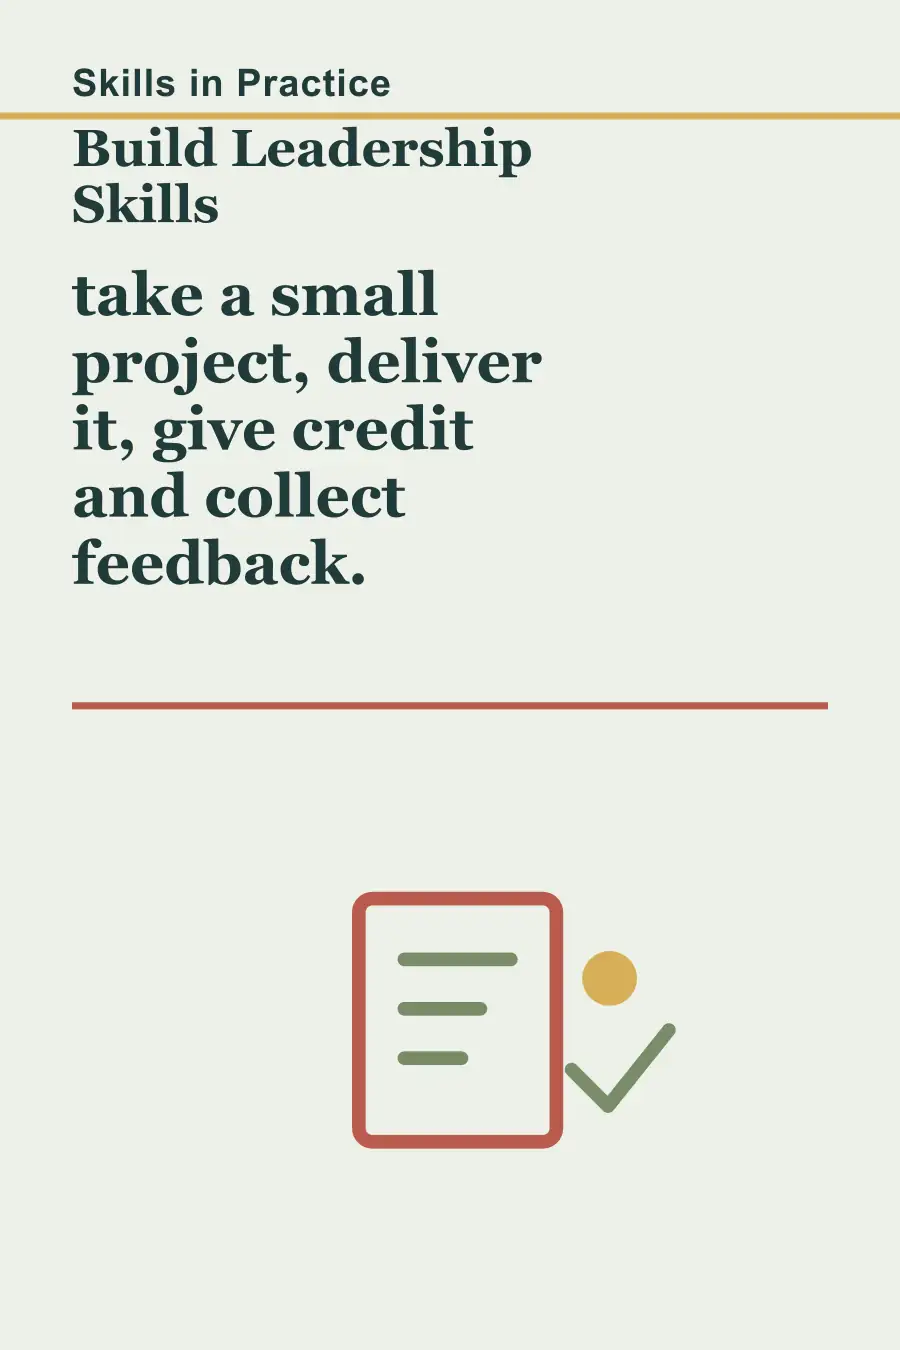 Skills in Practice
Build Leadership
Skills
take a small
project, deliver
it, give credit
and collect
feedback.